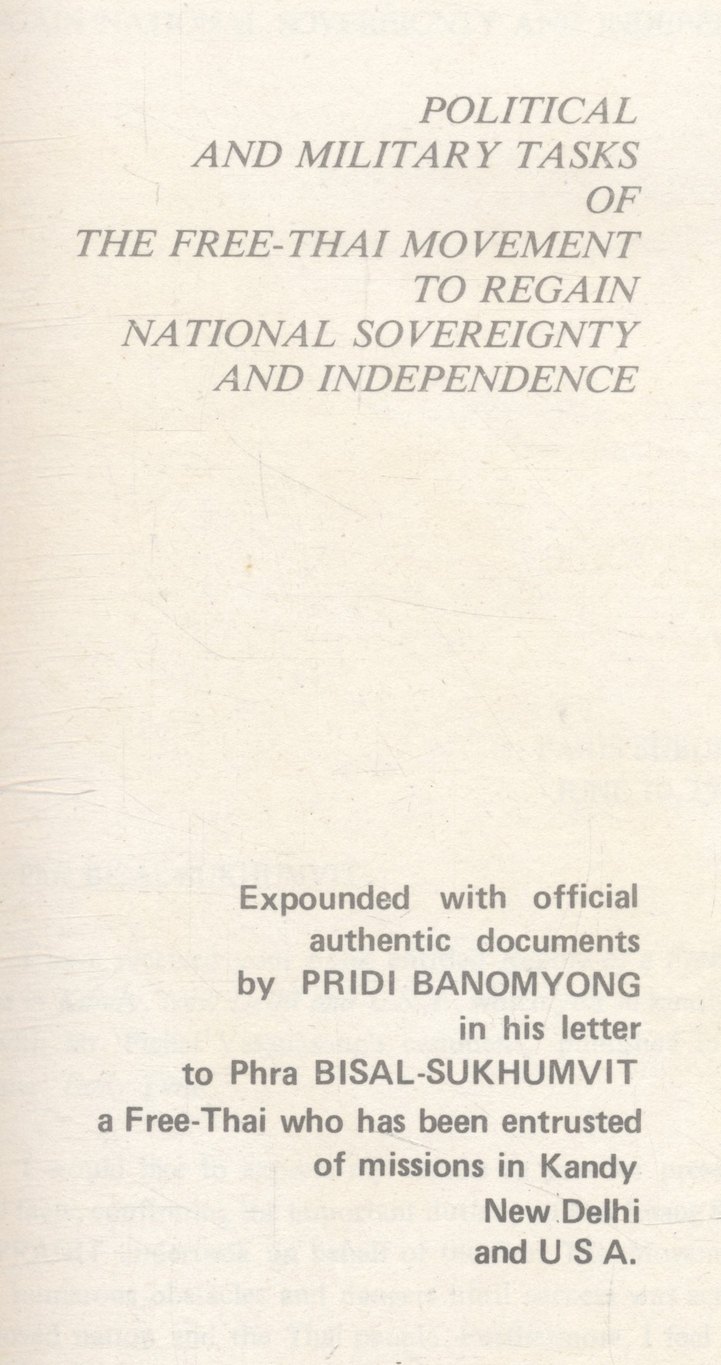 POLITICAL
AND MILITARY TASKS
OF
THE FREE-THAI MOVEMENT
TO REGAIN
NATIONAL SOVEREIGNTY
AND INDEPENDENCE
Expounded with official
authentic documents
by PRIDI BANOMYONG
in his letter
to Phra BISAL-SUKHUMVIT
a Free-Thai who has been entrusted
of missions in Kandy
New Delhi
and U S A.